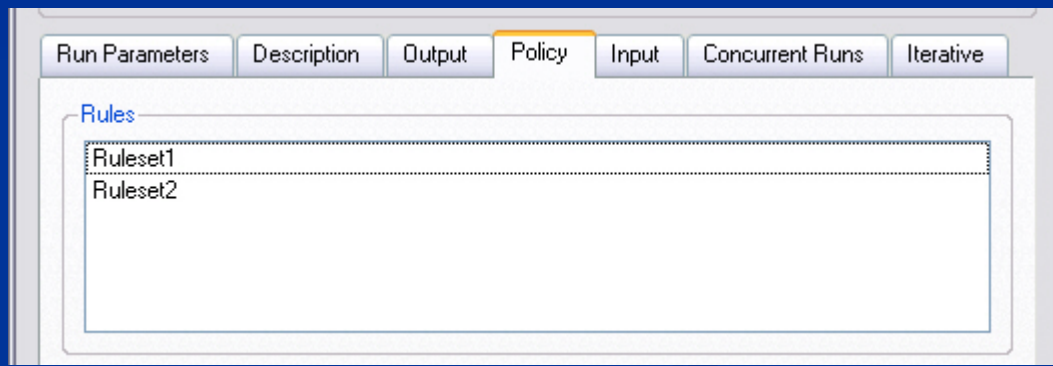 Run Parameters Description Output Policy Input Concurrent Runs Iterative
Rules
Ruleset1
Ruleset2